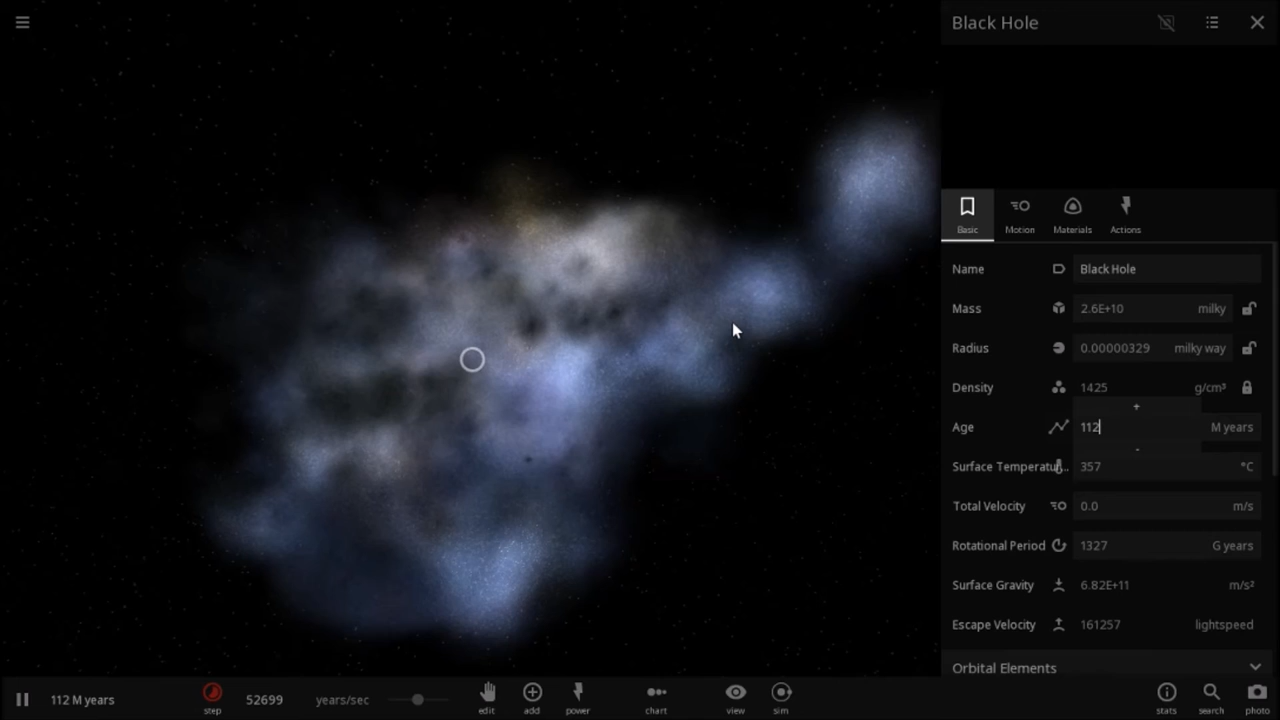 Black Hole
Basic
Motion
Materials
Actions
Name Black Hole
Mass 2.6E+10 milky
Radius 0.00000329 milky way
Density 1425 g/cm³
+
Age 112 M years
-
Surface Temperatur... 357 °C
Total Velocity 0.0 m/s
Rotational Period 1327 G years
Surface Gravity 6.82E+11 m/s²
Escape Velocity 161257 lightspeed
Orbital Elements
112 M years
step
52699 years/sec
edit
add
power
chart
view
sim
stats
search
photo